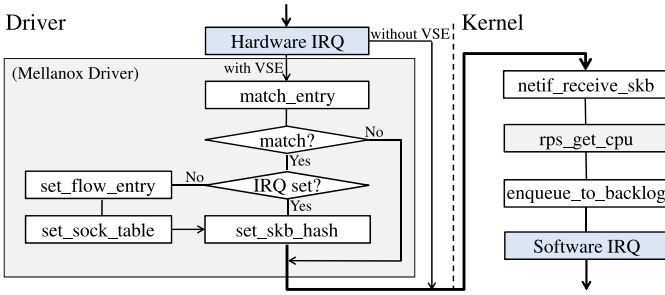 Driver
Kernel
Hardware IRQ
without VSE
with VSE
(Mellanox Driver)
match_entry
match?
No
Yes
IRQ set?
No
Yes
set_flow_entry
set_sock_table
set_skb_hash
netif_receive_skb
rps_get_cpu
enqueue_to_backlog
Software IRQ